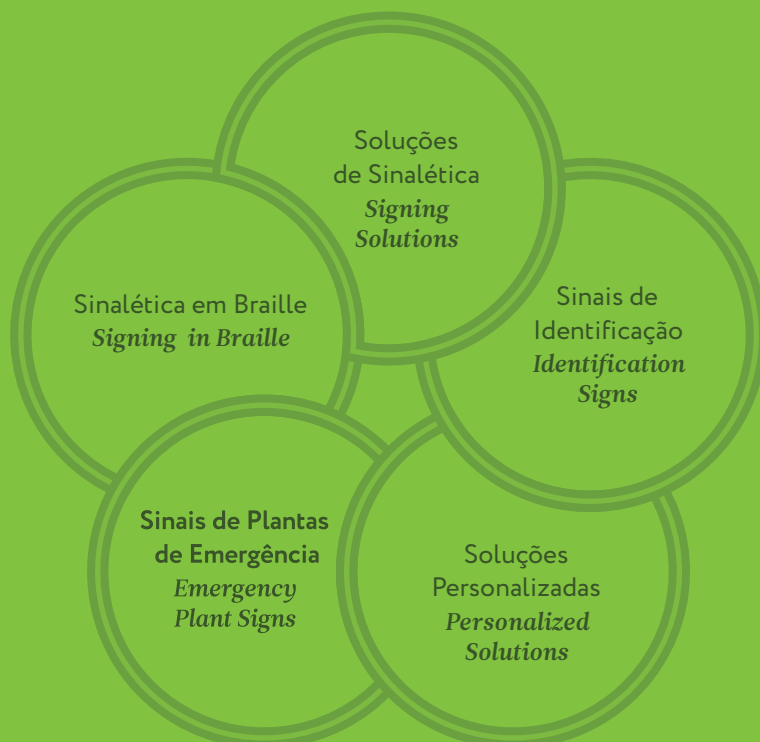 Soluções
de Sinalética
Signing
Solutions
Sinalética em Braille
Signing in Braille
Sinais de
Identificação
Identification
Signs
Sinais de Plantas
de Emergência
Emergency
Plant Signs
Soluções
Personalizadas
Personalized
Solutions